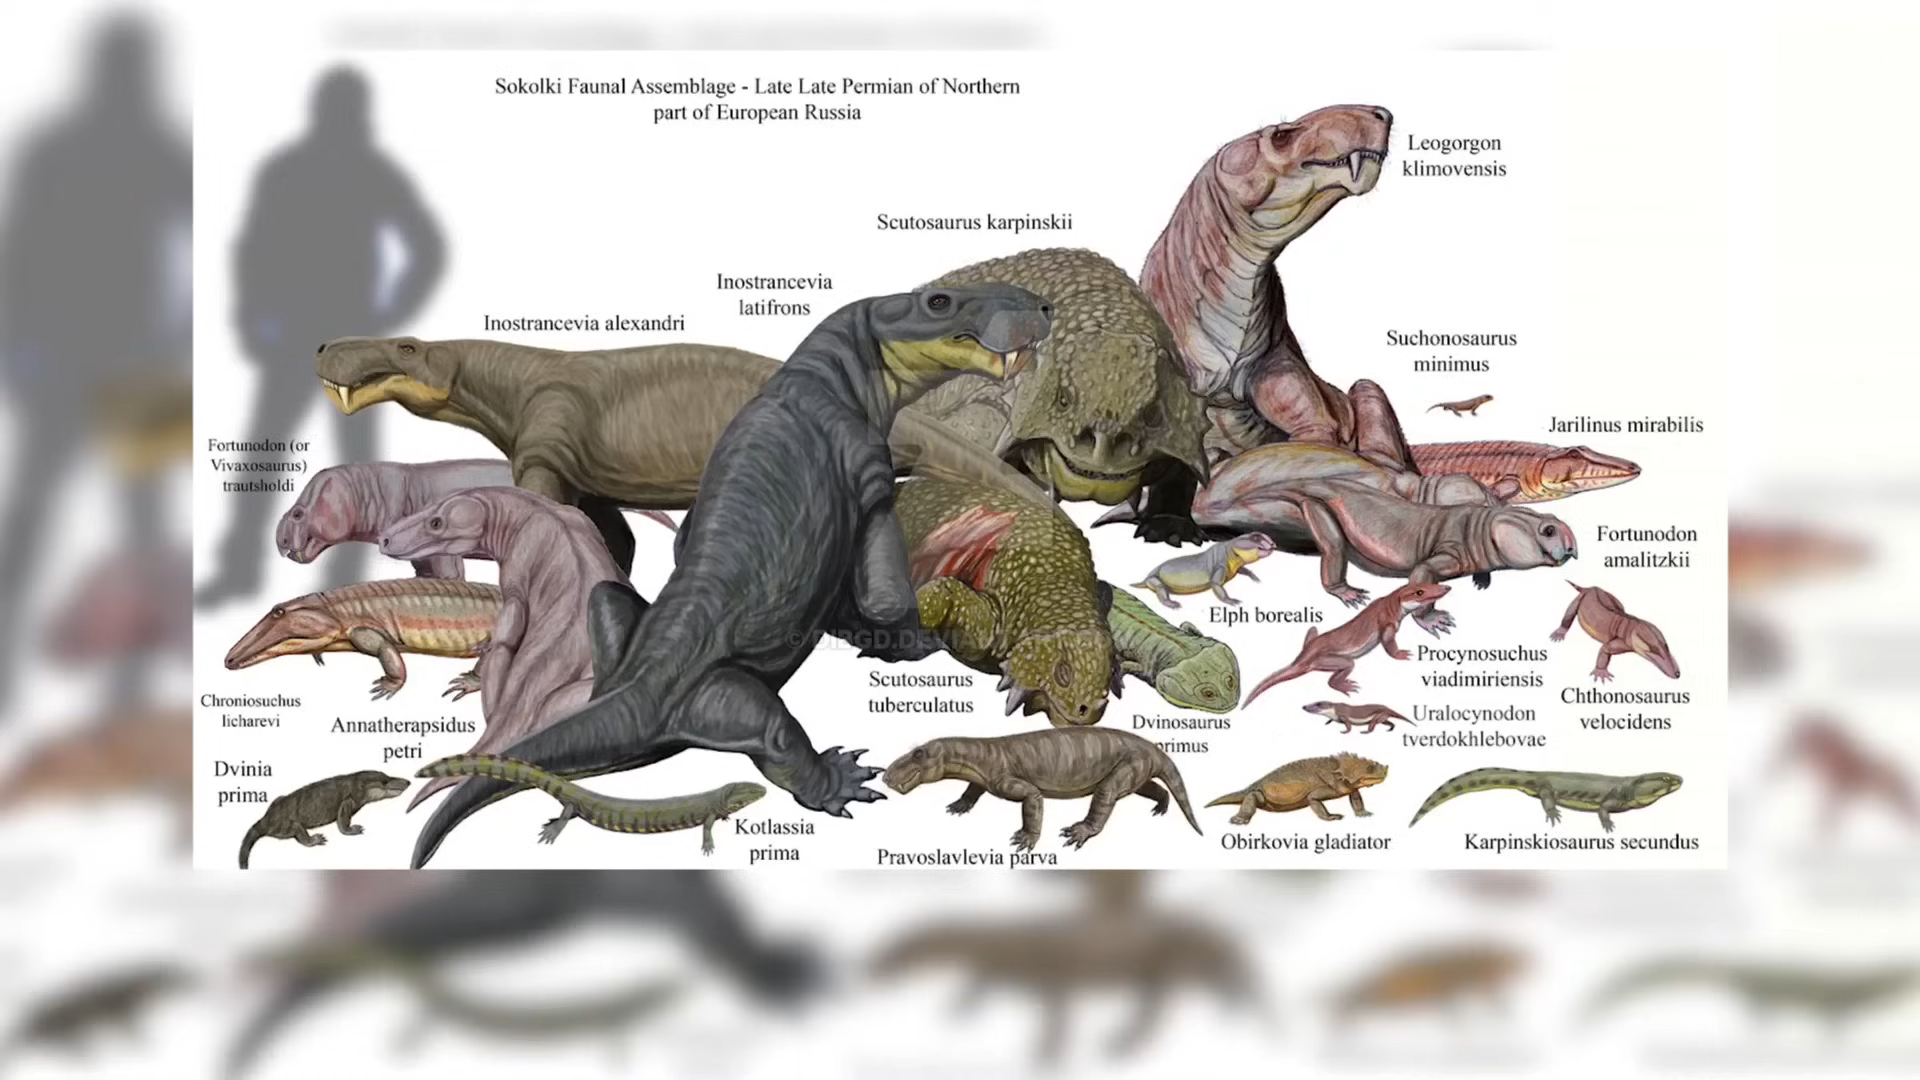 Sokolki Faunal Assemblage - Late Late Permian of Northern
part of European Russia
Leogorgon
klimovensis
Scutosaurus karpinskii
Inostrancevia
latifrons
Inostrancevia alexandri
Suchonosaurus
minimus
Jarilinus mirabilis
Fortunodon (or
Vivaxosaurus)
trautsholdi
Fortunodon
amalitzkii
Elph borealis
Procynosuchus
viadimiriensis
Chthonosaurus
velocidens
Scutosaurus
tuberculatus
Chroniosuchus
licharevi
Annatherapsidus
petri
Dvinosaurus
primus
Uralocynodon
tverdokhlebovae
Dvinia
prima
Kotlassia
prima
Pravoslavlevia parva
Obirkovia gladiator
Karpinskiosaurus secundus